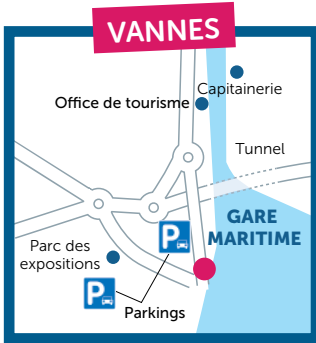 VANNES
Capitainerie
Office de tourisme
Tunnel
GARE
MARITIME
P
Parc des
expositions
P
Parkings